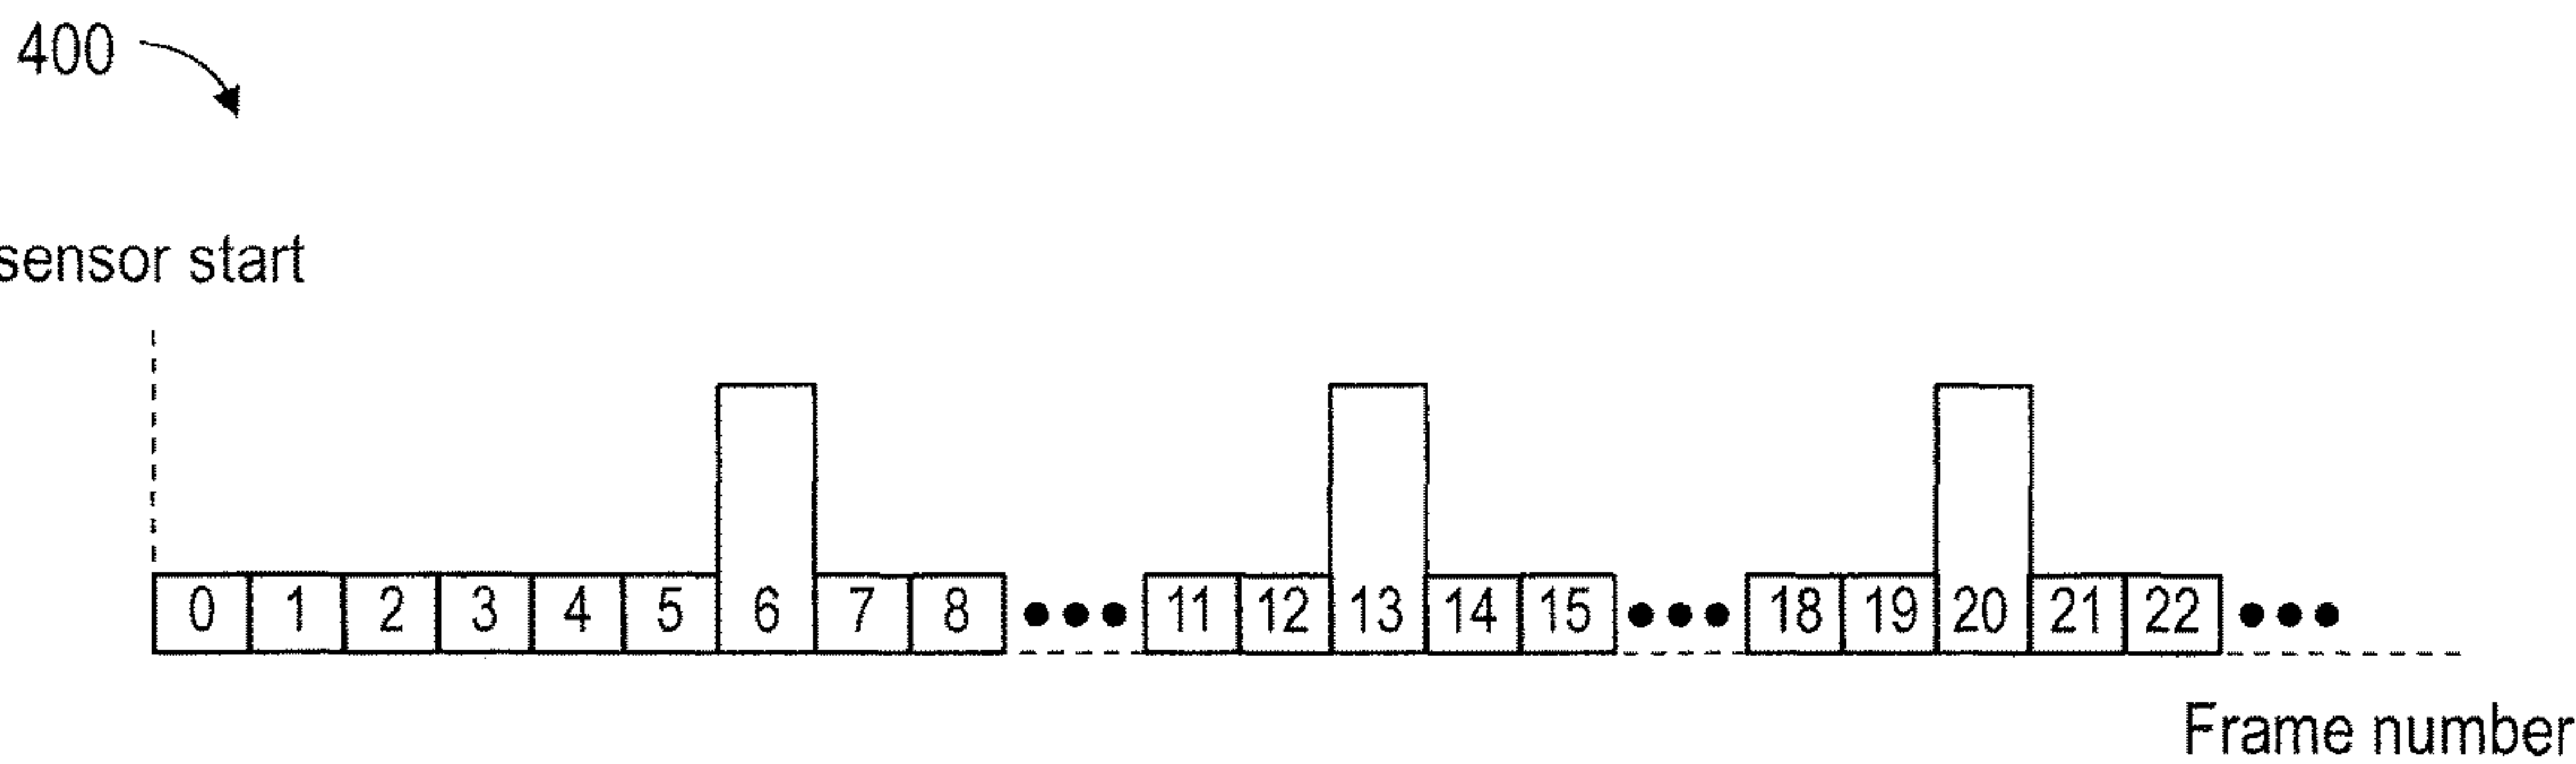 400
sensor start
0 1 2 3 4 5 6 7 8 ••• 11 12 13 14 15 ••• 18 19 20 21 22 •••
Frame number